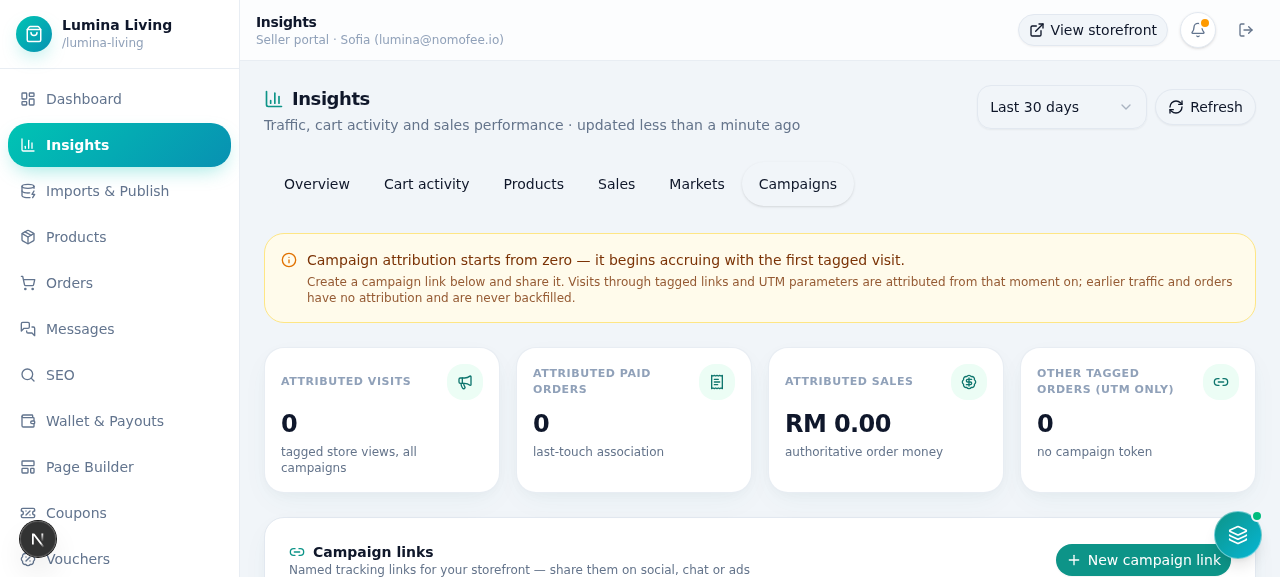 Lumina Living
/lumina-living
Dashboard
Insights
Imports & Publish
Products
Orders
Messages
SEO
Wallet & Payouts
Page Builder
Coupons
Vouchers
N
Insights
Seller portal · Sofia (lumina@nomofee.io)
View storefront
Insights
Traffic, cart activity and sales performance · updated less than a minute ago
Last 30 days
Refresh
Overview
Cart activity
Products
Sales
Markets
Campaigns
Campaign attribution starts from zero — it begins accruing with the first tagged visit.
Create a campaign link below and share it. Visits through tagged links and UTM parameters are attributed from that moment on; earlier traffic and orders
have no attribution and are never backfilled.
ATTRIBUTED VISITS
0
tagged store views, all
campaigns
ATTRIBUTED PAID
ORDERS
0
last-touch association
ATTRIBUTED SALES
RM 0.00
authoritative order money
OTHER TAGGED
ORDERS (UTM ONLY)
0
no campaign token
Campaign links
Named tracking links for your storefront — share them on social, chat or ads
New campaign link